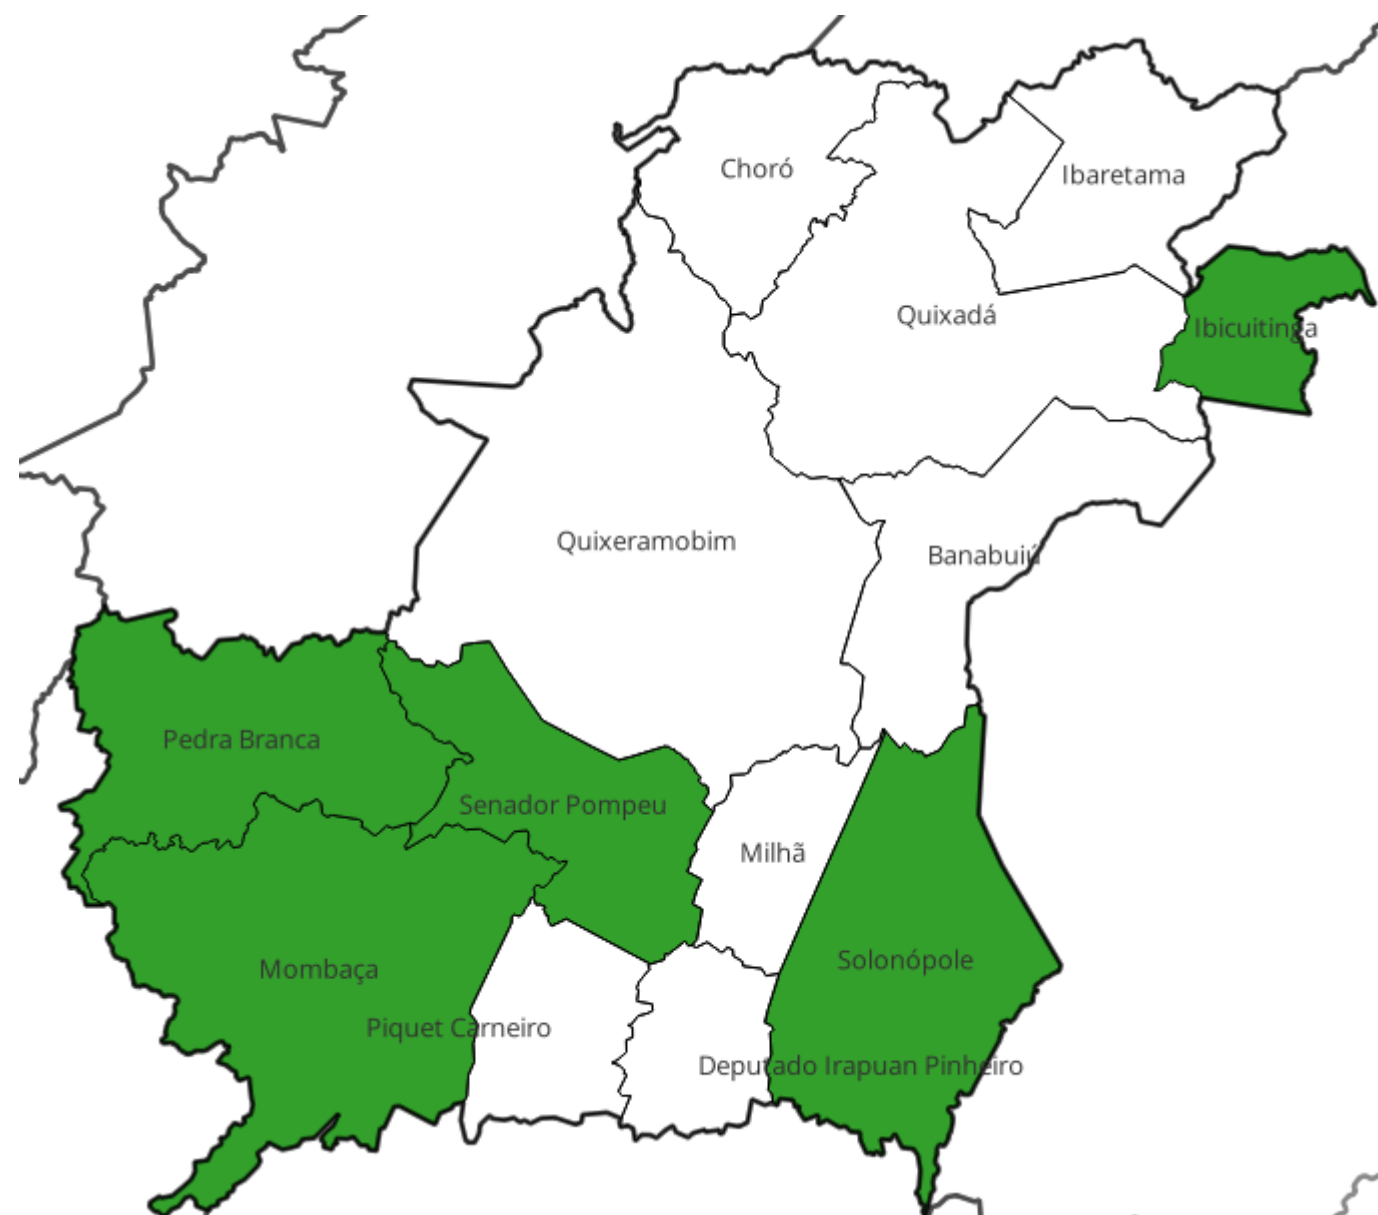 Choró
Ibaretama
Quixadá
Ibicuitinga
Quixeramobim
Banabuiú
Pedra Branca
Senador Pompeu
Milhã
Solonópole
Mombaça
Piquet Carneiro
Deputado Irapuan Pinheiro